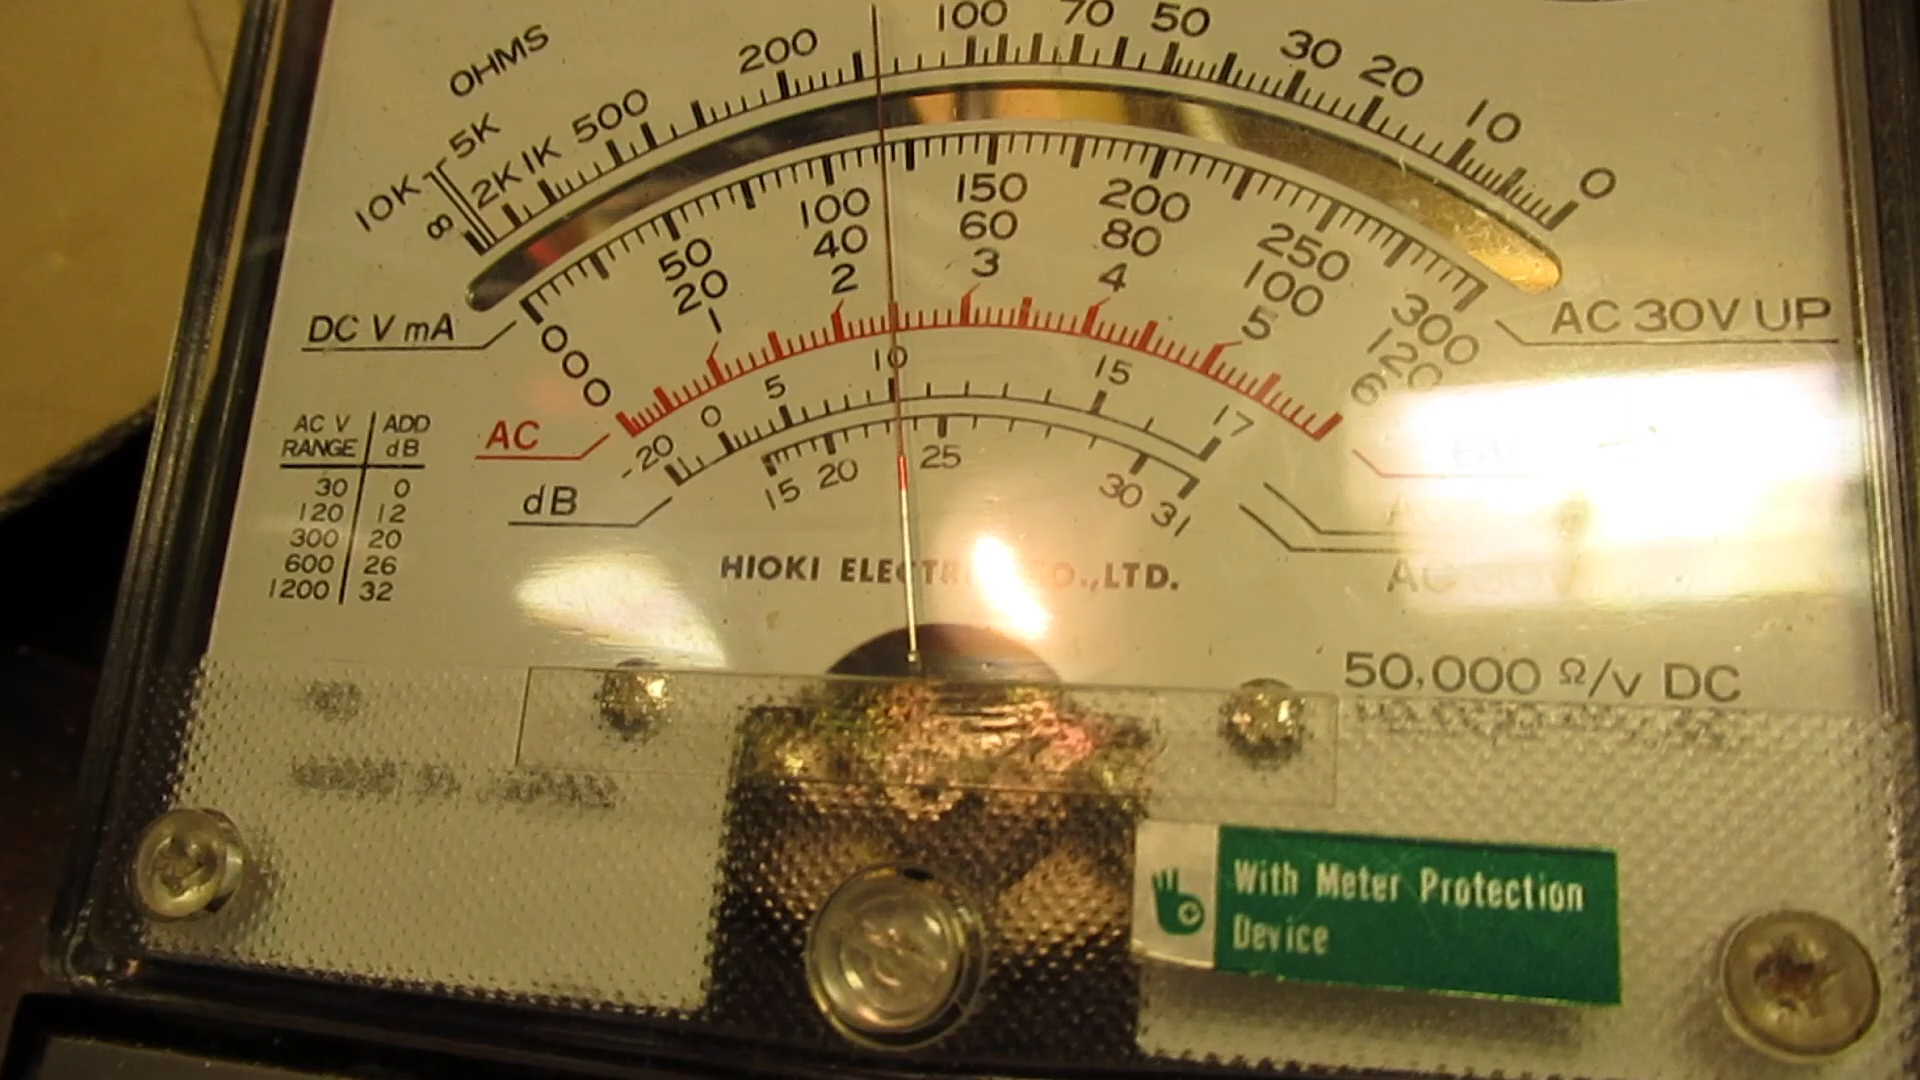 OHMS
10K 5K 2K 1K 500 200 100 70 50 30 20 10 0
∞
0 50 100 150 200 250 300
0 20 40 60 80 100 120
0 1 2 3 4 5 6
DC V mA
AC 30V UP
AC
-20 0 5 10 15 17
15 20 25 30 31
dB
AC V ADD
RANGE dB
30 0
120 12
300 20
600 26
1200 32
HIOKI LTD.
50,000 Ω/v DC
With Meter Protection
Device